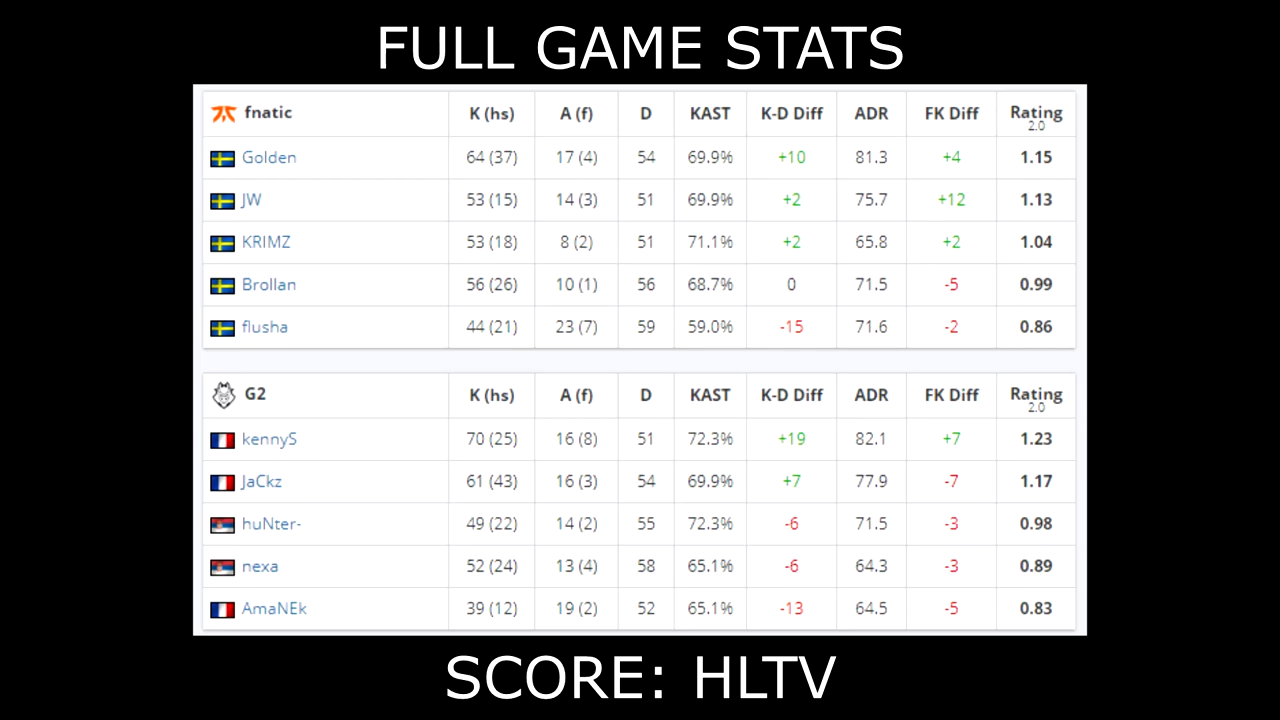 FULL GAME STATS
fnatic K (hs) A (f) D KAST K-D Diff ADR FK Diff Rating 2.0
Golden 64 (37) 17 (4) 54 69.9% +10 81.3 +4 1.15
JW 53 (15) 14 (3) 51 69.9% +2 75.7 +12 1.13
KRIMZ 53 (18) 8 (2) 51 71.1% +2 65.8 +2 1.04
Brollan 56 (26) 10 (1) 56 68.7% 0 71.5 -5 0.99
flusha 44 (21) 23 (7) 59 59.0% -15 71.6 -2 0.86
G2 K (hs) A (f) D KAST K-D Diff ADR FK Diff Rating 2.0
kennyS 70 (25) 16 (8) 51 72.3% +19 82.1 +7 1.23
JaCkz 61 (43) 16 (3) 54 69.9% +7 77.9 -7 1.17
huNter- 49 (22) 14 (2) 55 72.3% -6 71.5 -3 0.98
nexa 52 (24) 13 (4) 58 65.1% -6 64.3 -3 0.89
AmaNEk 39 (12) 19 (2) 52 65.1% -13 64.5 -5 0.83
SCORE: HLTV